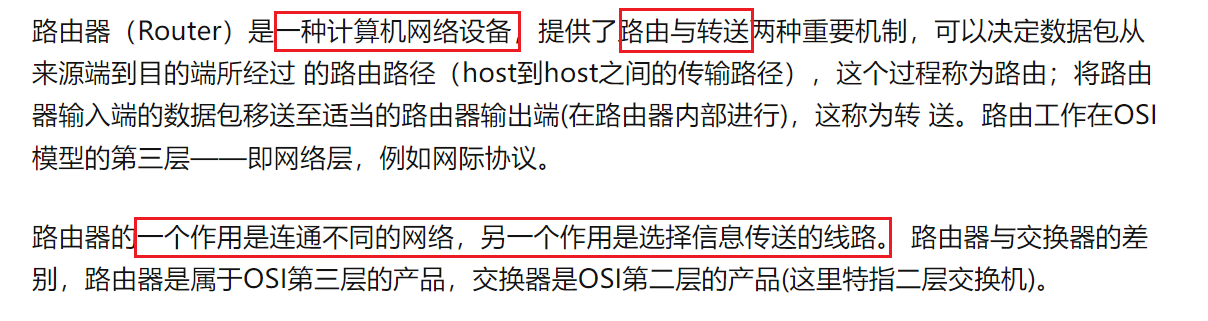 路由器（Router）是一种计算机网络设备，提供了路由与转送两种重要机制，可以决定数据包从
来源端到目的端所经过 的路由路径（host到host之间的传输路径），这个过程称为路由；将路由
器输入端的数据包移送至适当的路由器输出端(在路由器内部进行)，这称为转 送。路由工作在OSI
模型的第三层——即网络层，例如网际协议。
路由器的一个作用是连通不同的网络，另一个作用是选择信息传送的线路。 路由器与交换器的差
别，路由器是属于OSI第三层的产品，交换器是OSI第二层的产品(这里特指二层交换机)。